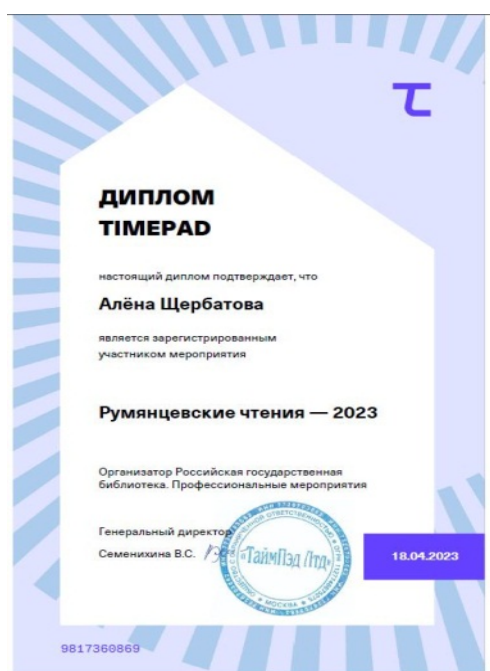 ДИПЛОМ
TIMEPAD
настоящий диплом подтверждает, что
Алёна Щербатова
является зарегистрированным
участником мероприятия
Румянцевские чтения — 2023
Организатор Российская государственная
библиотека. Профессиональные мероприятия
Генеральный директор
Семенихина В.С.
«ТаймПэд Лтд»
МОСКВА
18.04.2023
9817360869